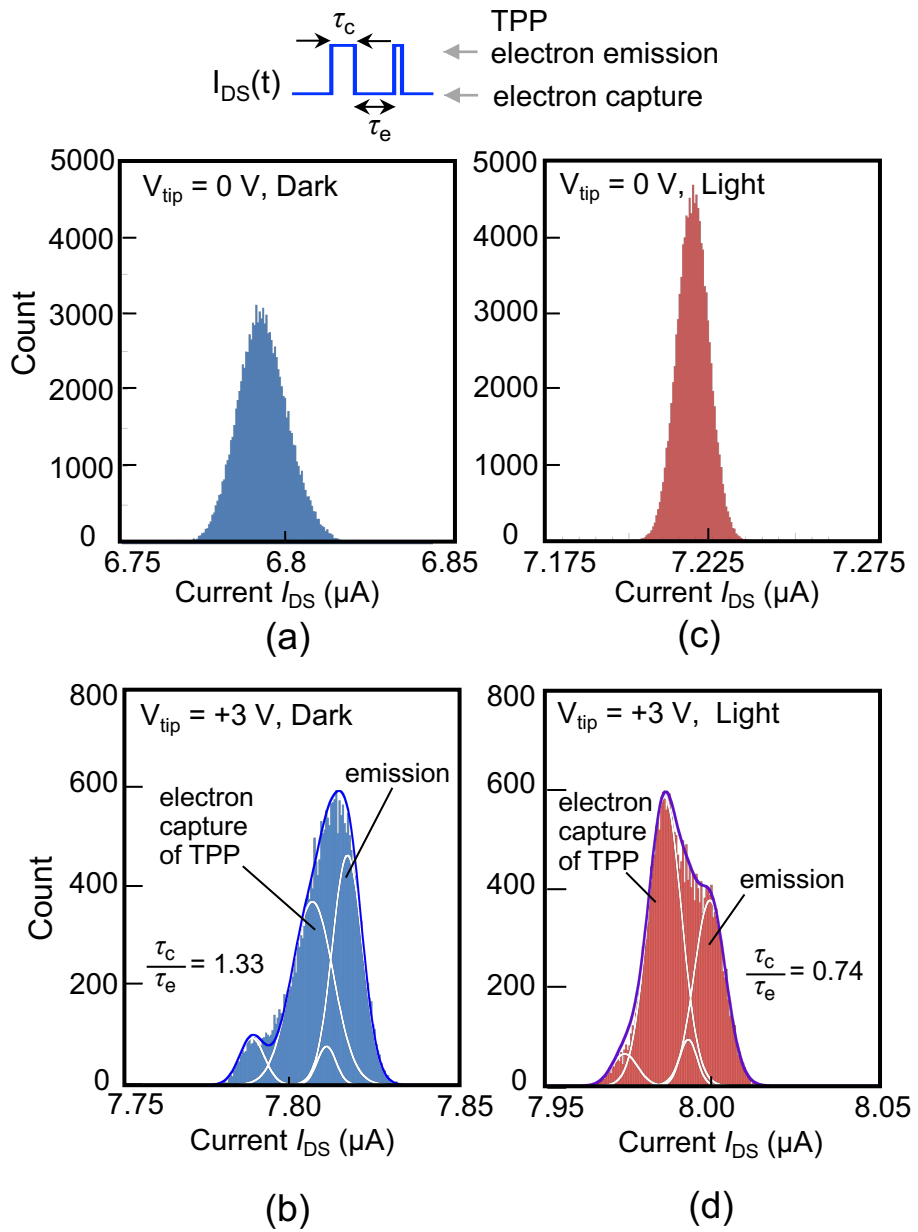 τc
TPP
electron emission
IDS(t)
electron capture
τe
5000
4000
3000
2000
1000
0
Count
Vtip = 0 V, Dark
6.75
6.8
6.85
Current IDS (µA)
(a)
5000
4000
3000
2000
1000
0
Vtip = 0 V, Light
7.175
7.225
7.275
Current IDS (µA)
(c)
800
600
400
200
0
Count
Vtip = +3 V, Dark
emission
electron
capture
of TPP
τc
τe
= 1.33
7.75
7.80
7.85
Current IDS (µA)
(b)
800
600
400
200
0
Vtip = +3 V, Light
electron
capture
of TPP
emission
τc
τe
= 0.74
7.95
8.00
8.05
Current IDS (µA)
(d)